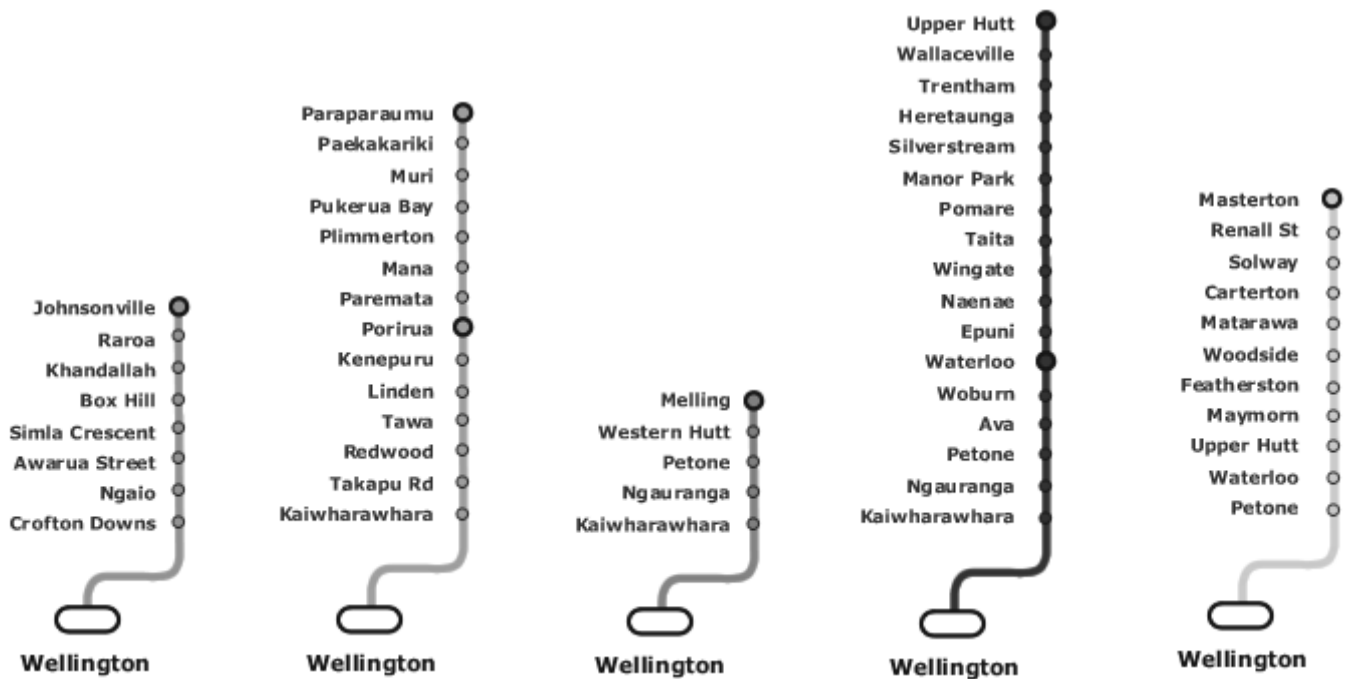 Johnsonville
Raroa
Khandallah
Box Hill
Simla Crescent
Awarua Street
Ngaio
Crofton Downs
Wellington
Paraparaumu
Paekakariki
Muri
Pukerua Bay
Plimmerton
Mana
Paremata
Porirua
Kenepuru
Linden
Tawa
Redwood
Takapu Rd
Kaiwharawhara
Wellington
Melling
Western Hutt
Petone
Ngauranga
Kaiwharawhara
Wellington
Upper Hutt
Wallaceville
Trentham
Heretaunga
Silverstream
Manor Park
Pomare
Taita
Wingate
Naenae
Epuni
Waterloo
Woburn
Ava
Petone
Ngauranga
Kaiwharawhara
Wellington
Masterton
Renall St
Solway
Carterton
Matarawa
Woodside
Featherston
Maymorn
Upper Hutt
Waterloo
Petone
Wellington